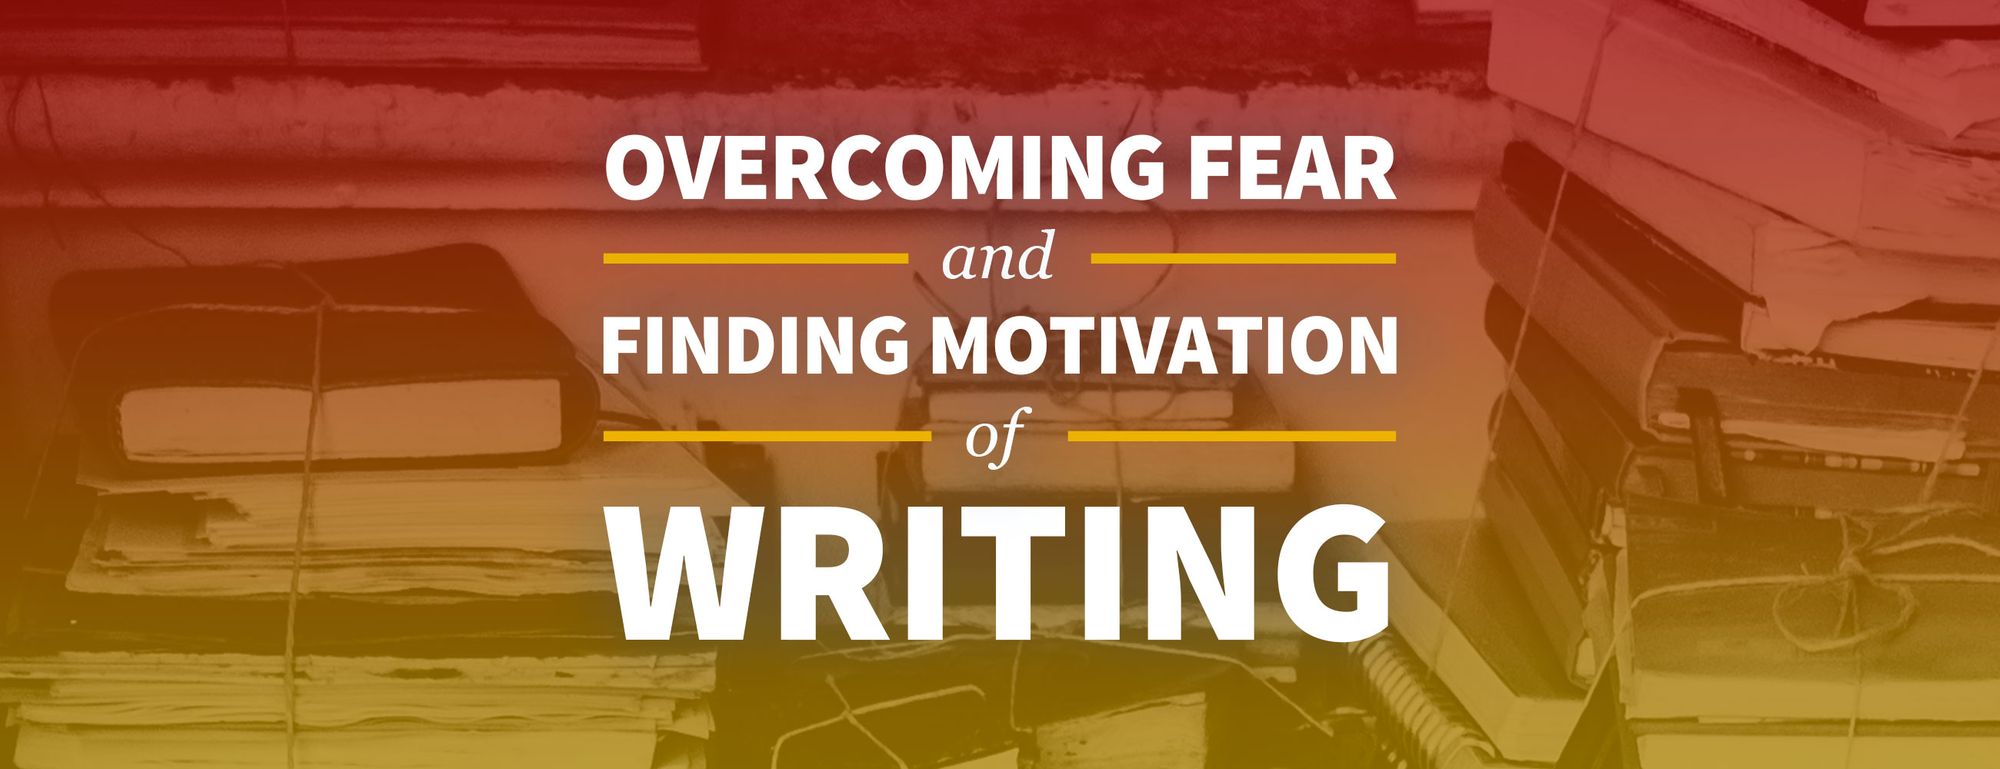 OVERCOMING FEAR
and
FINDING MOTIVATION
of
WRITING